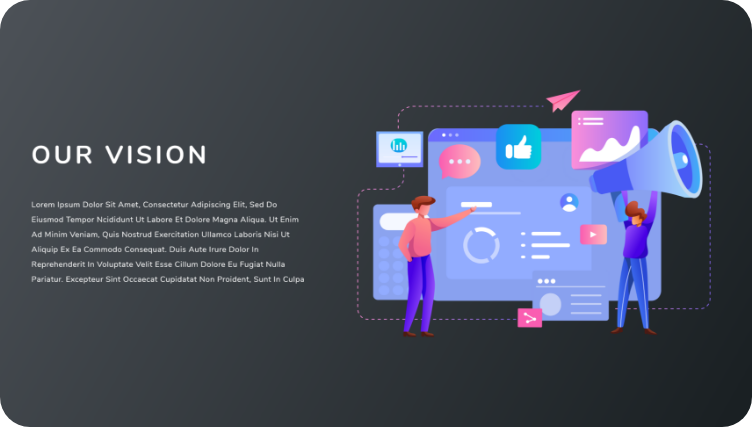 OUR VISION
Lorem Ipsum Dolor Sit Amet, Consectetur Adipiscing Elit, Sed Do
Eiusmod Tempor Ncididunt Ut Labore Et Dolore Magna Aliqua. Ut Enim
Ad Minim Veniam, Quis Nostrud Exercitation Ullamco Laboris Nisi Ut
Aliquip Ex Ea Commodo Consequat. Duis Aute Irure Dolor In
Reprehenderit In Voluptate Velit Esse Cillum Dolore Eu Fugiat Nulla
Pariatur. Excepteur Sint Occaecat Cupidatat Non Proident, Sunt In Culpa